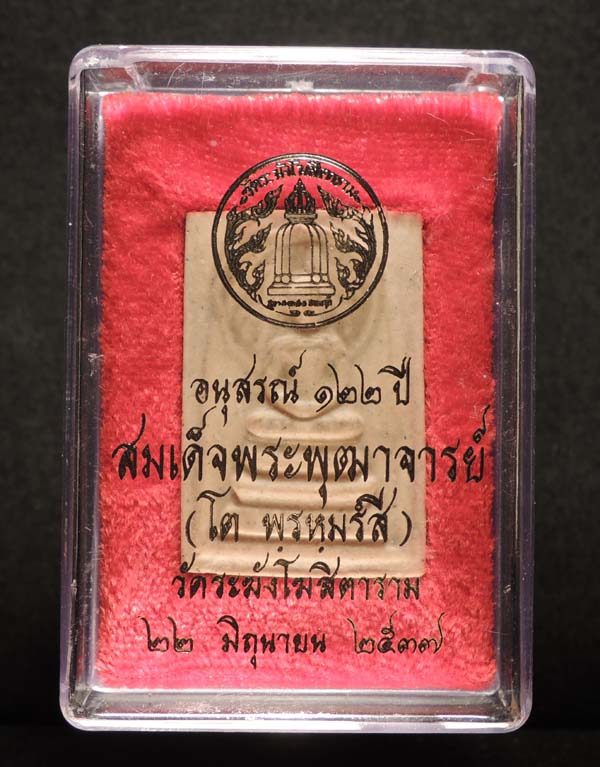 อนุสรณ์ ๑๒๒ ปี
สมเด็จพระพุฒาจารย์
(โต พฺรหฺมรํสี)
วัดระฆังโฆสิตาราม
๒๒ มิถุนายน ๒๕๓๗